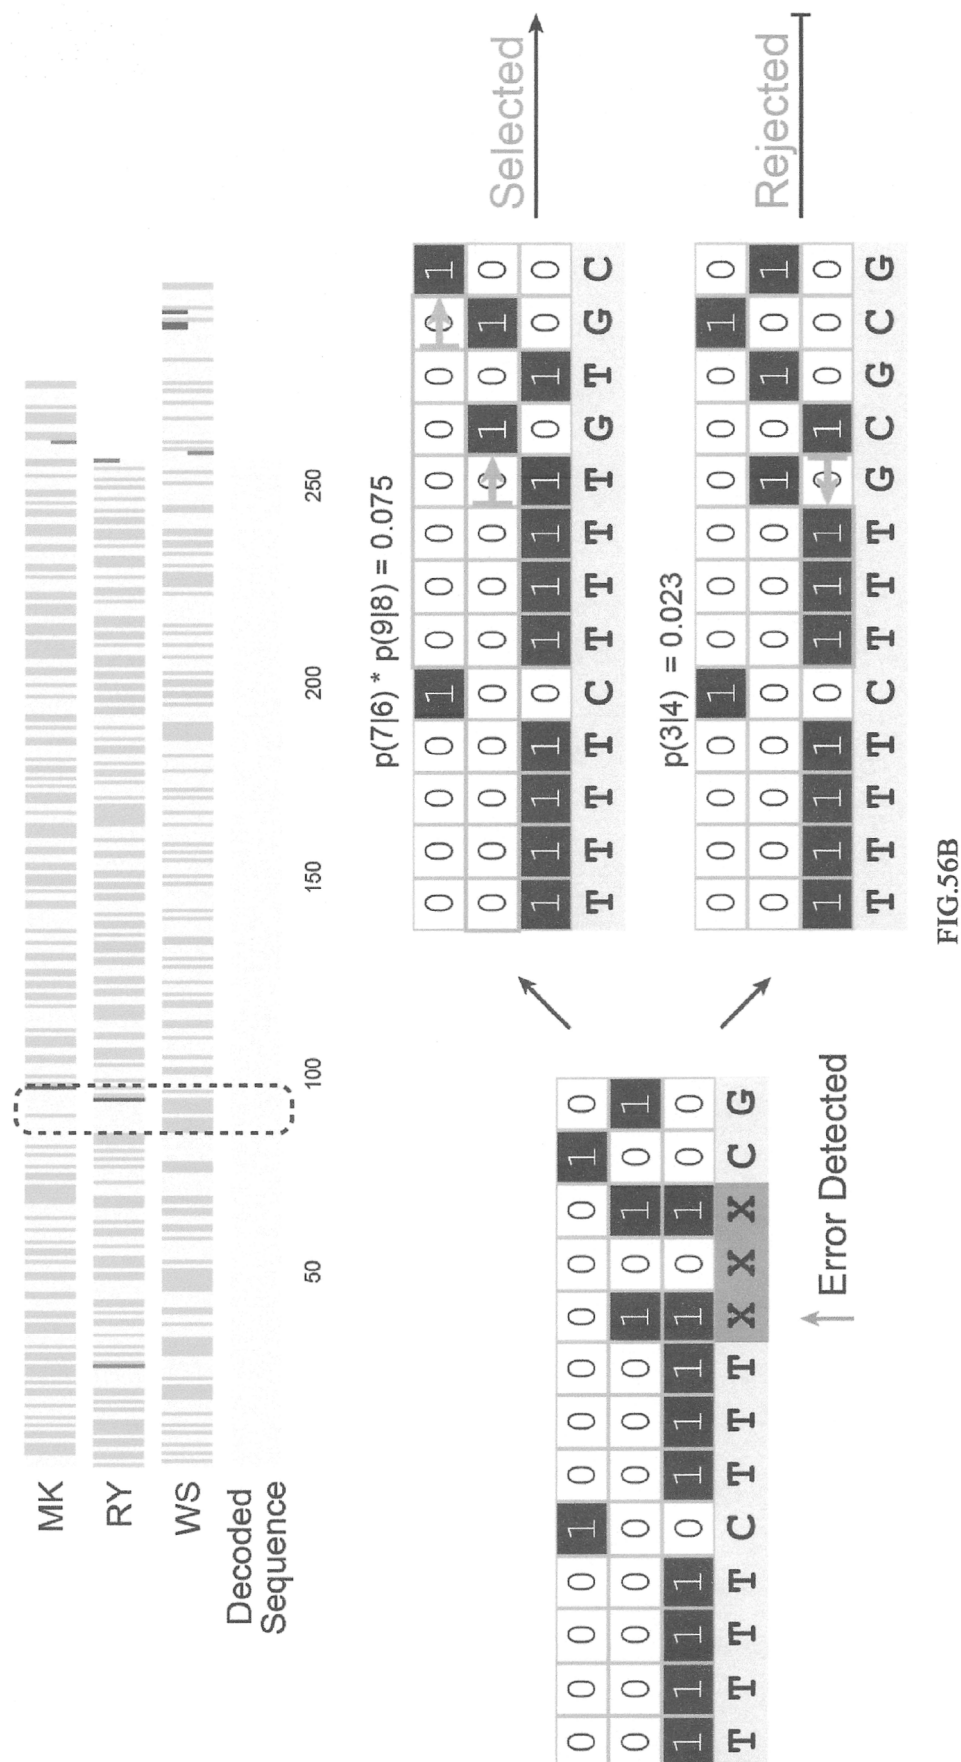 MK
RY
WS
Decoded
Sequence
50 100 150 200 250
0 0 0 0 1 0 0 0 0 0 0 1 0
0 0 0 0 0 0 0 0 1 0 1 0 1
1 1 1 1 0 1 1 1 1 0 1 0 0
T T T T C T T T X X X C G
Error Detected
p(7|6) * p(9|8) = 0.075
0 0 0 0 1 0 0 0 0 0 0 0 1
0 0 0 0 0 0 0 0 0 1 0 1 0
1 1 1 1 0 1 1 1 1 0 1 0 0
T T T T C T T T T G T G C
Selected
p(3|4) = 0.023
0 0 0 0 1 0 0 0 0 0 0 1 0
0 0 0 0 0 0 0 0 1 0 1 0 1
1 1 1 1 0 1 1 1 0 1 0 0 0
T T T T C T T T G C G C G
Rejected
FIG.56B